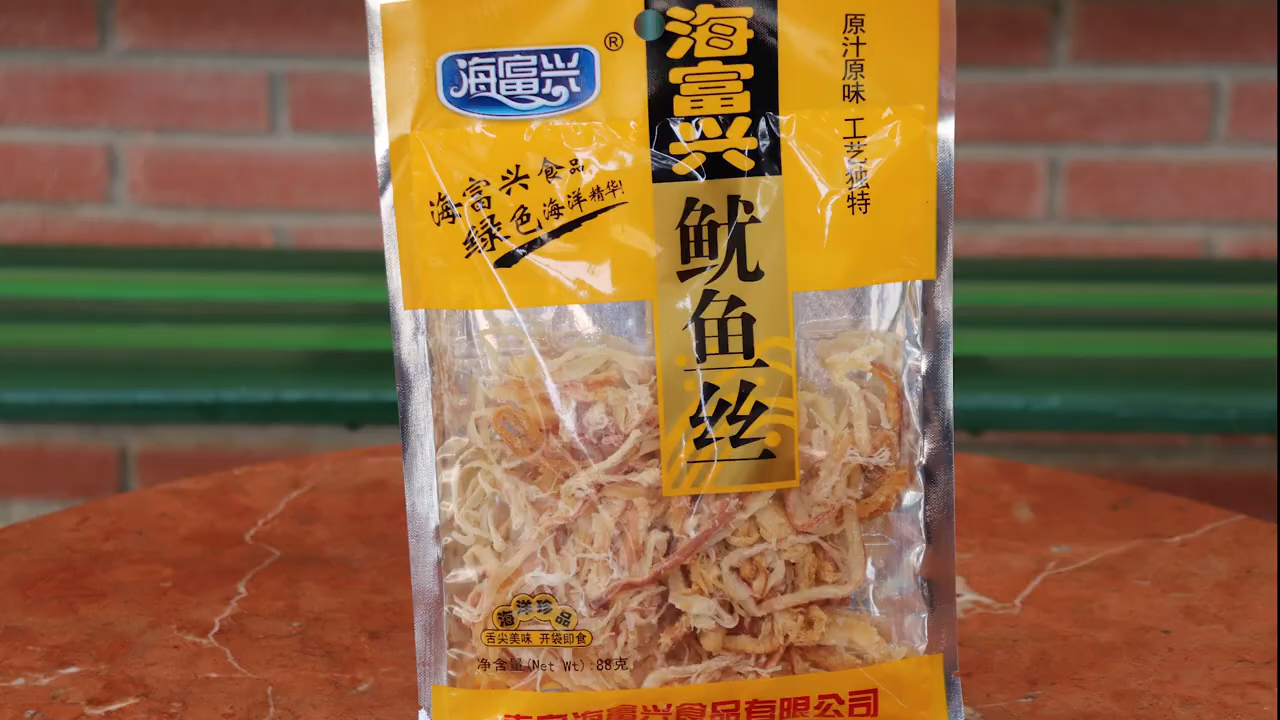 海富兴
®
海富兴食品
绿色海洋精华!
海富兴
鱿鱼丝
原汁原味 工艺独特
海洋珍品
舌尖美味 开袋即食
净含量(Net Wt):88克
海富兴食品有限公司